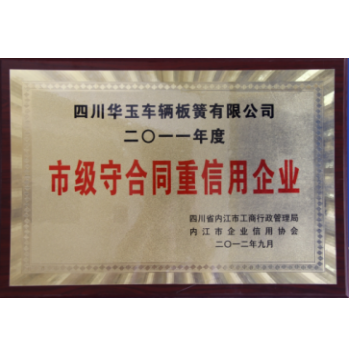 四川华玉车辆板簧有限公司
二〇一一年度
市级守合同重信用企业
四川省内江市工商行政管理局
内江市企业信用协会
二〇一二年九月